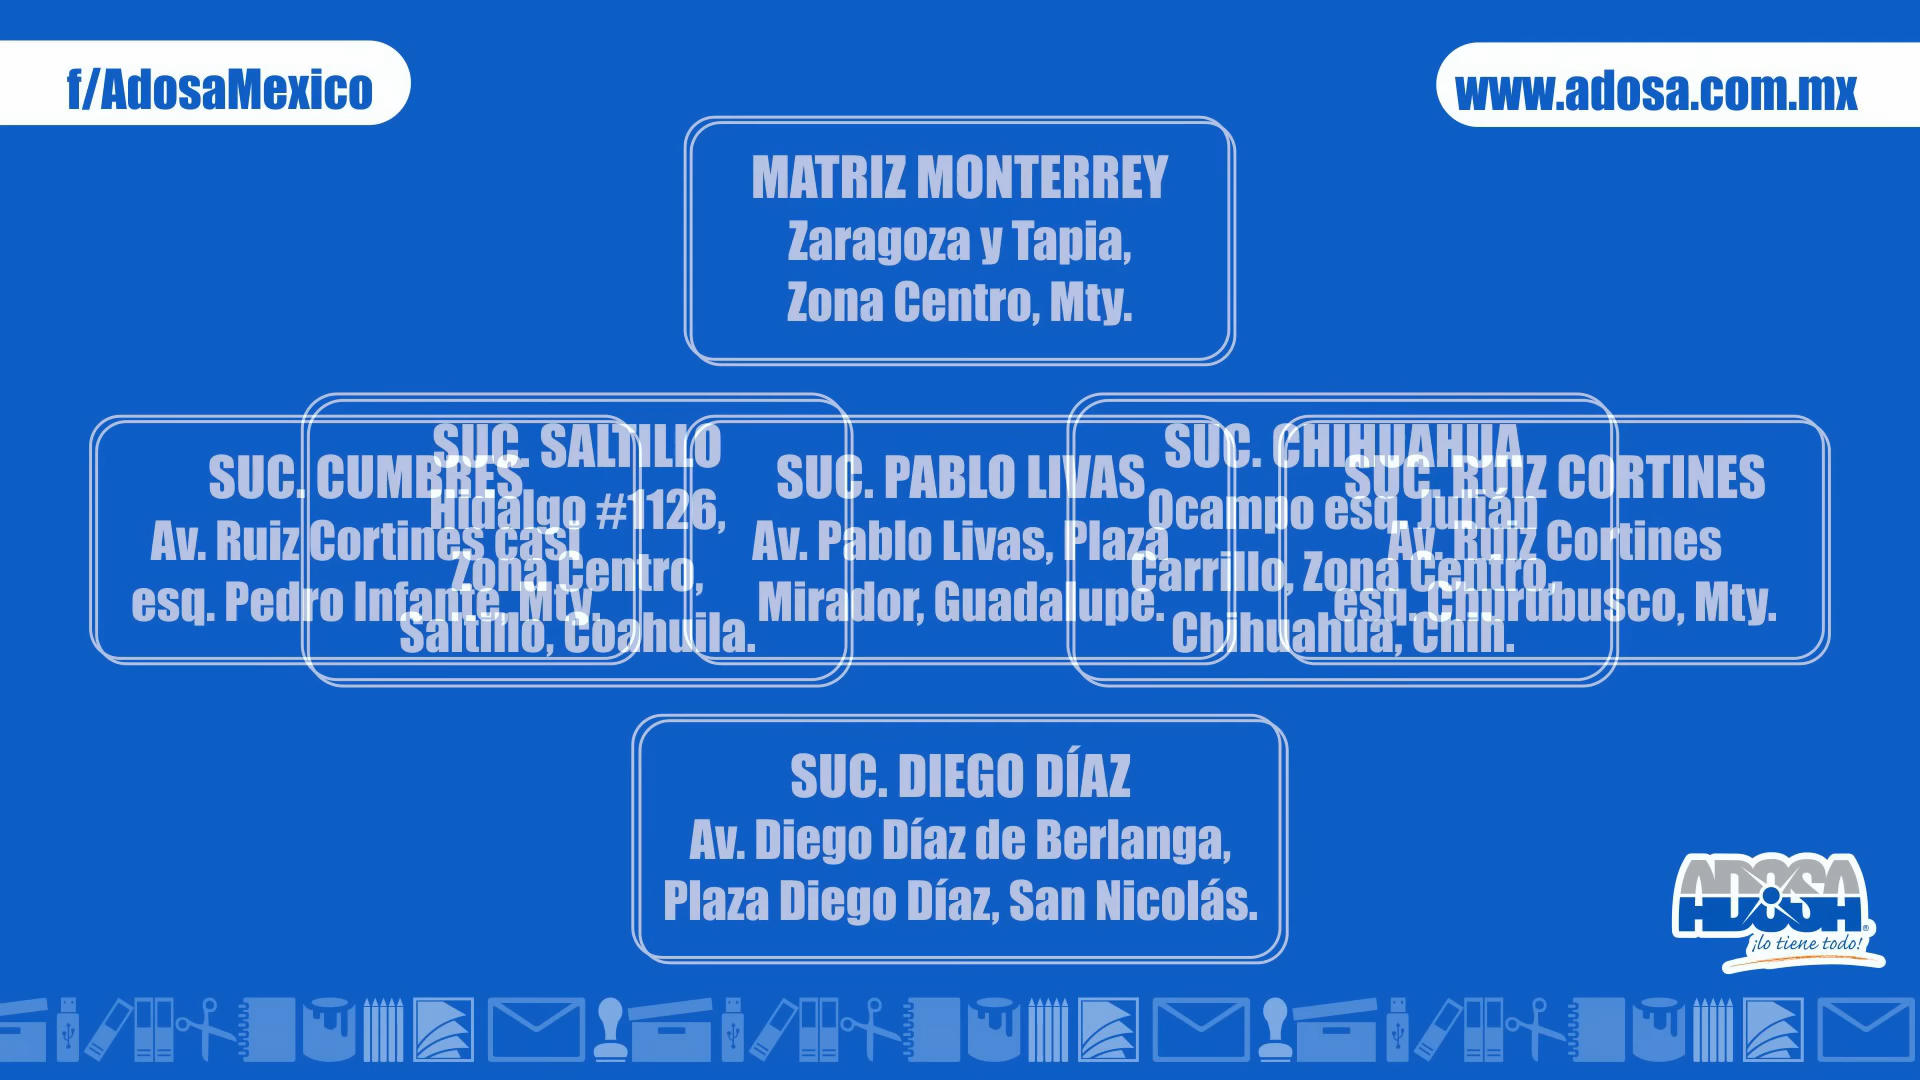 f/AdosaMexico
www.adosa.com.mx
MATRIZ MONTERREY
Zaragoza y Tapia,
Zona Centro, Mty.
SUC. CUMBRES
Av. Ruiz Cortines casi
esq. Pedro Infante, Mty.
SUC. SALTILLO
Hidalgo #1126,
Zona Centro,
Saltillo, Coahuila.
SUC. PABLO LIVAS
Av. Pablo Livas, Plaza
Mirador, Guadalupe.
SUC. CHIHUAHUA
Ocampo esq. Julián
Carrillo, Zona Centro,
Chihuahua, Chih.
SUC. RUIZ CORTINES
Av. Ruiz Cortines
esq. Churubusco, Mty.
SUC. DIEGO DÍAZ
Av. Diego Díaz de Berlanga,
Plaza Diego Díaz, San Nicolás.
ADOSA®
¡lo tiene todo!